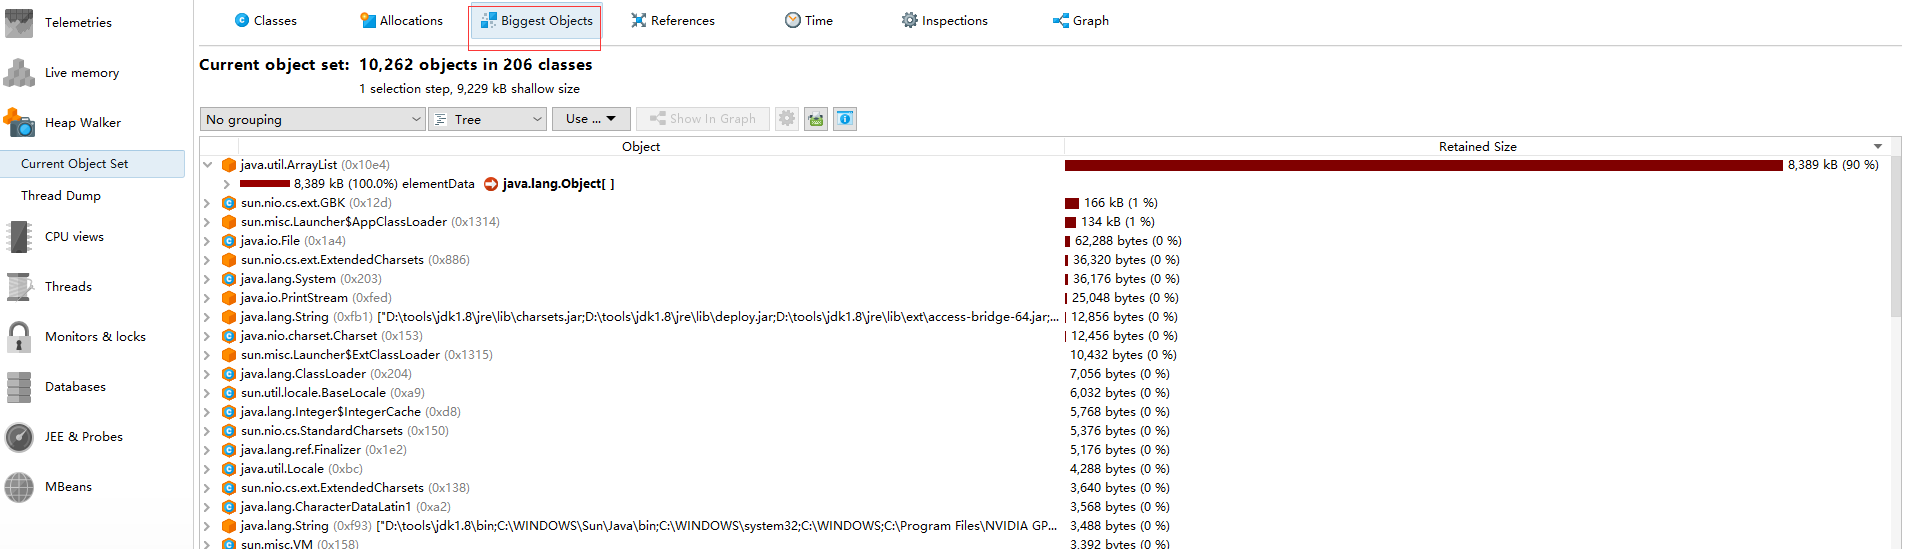 Telemetries
Live memory
Heap Walker
Current Object Set
Thread Dump
CPU views
Threads
Monitors & locks
Databases
JEE & Probes
MBeans
Classes Allocations Biggest Objects References Time Inspections Graph
Current object set: 10,262 objects in 206 classes
1 selection step, 9,229 kB shallow size
No grouping Tree Use ... Show In Graph
Object Retained Size
java.util.ArrayList (0x10e4) 8,389 kB (90 %)
8,389 kB (100.0%) elementData java.lang.Object[ ]
sun.nio.cs.ext.GBK (0x12d) 166 kB (1 %)
sun.misc.Launcher$AppClassLoader (0x1314) 134 kB (1 %)
java.io.File (0x1a4) 62,288 bytes (0 %)
sun.nio.cs.ext.ExtendedCharsets (0x886) 36,320 bytes (0 %)
java.lang.System (0x203) 36,176 bytes (0 %)
java.io.PrintStream (0xfed) 25,048 bytes (0 %)
java.lang.String (0xfb1) ["D:\tools\jdk1.8\jre\lib\charsets.jar;D:\tools\jdk1.8\jre\lib\deploy.jar;D:\tools\jdk1.8\jre\lib\ext\access-bridge-64.jar;... 12,856 bytes (0 %)
java.nio.charset.Charset (0x153) 12,456 bytes (0 %)
sun.misc.Launcher$ExtClassLoader (0x1315) 10,432 bytes (0 %)
java.lang.ClassLoader (0x204) 7,056 bytes (0 %)
sun.util.locale.BaseLocale (0xa9) 6,032 bytes (0 %)
java.lang.Integer$IntegerCache (0xd8) 5,768 bytes (0 %)
sun.nio.cs.StandardCharsets (0x150) 5,376 bytes (0 %)
java.lang.ref.Finalizer (0x1e2) 5,176 bytes (0 %)
java.util.Locale (0xbc) 4,288 bytes (0 %)
sun.nio.cs.ext.ExtendedCharsets (0x138) 3,640 bytes (0 %)
java.lang.CharacterDataLatin1 (0xa2) 3,568 bytes (0 %)
java.lang.String (0xf93) ["D:\tools\jdk1.8\bin;C:\WINDOWS\Sun\Java\bin;C:\WINDOWS\system32;C:\WINDOWS;C:\Program Files\NVIDIA GP... 3,488 bytes (0 %)
sun.misc.VM (0x158) 3,392 bytes (0 %)